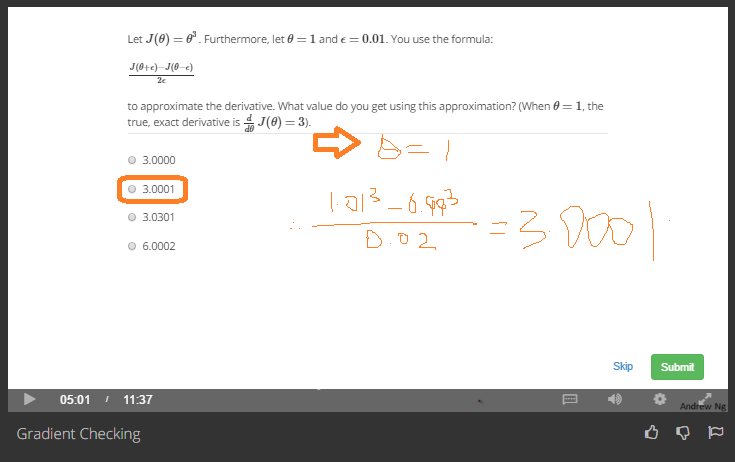 Let J(θ) = θ³. Furthermore, let θ = 1 and ϵ = 0.01. You use the formula:
J(θ+ϵ)−J(θ−ϵ)
2ϵ
to approximate the derivative. What value do you get using this approximation? (When θ = 1, the
true, exact derivative is d/dθ J(θ) = 3).
θ = 1
3.0000
3.0001
3.0301
6.0002
∴ 1.01³ − 0.99³ / 0.02 = 3.0001
Skip
Submit
05:01 / 11:37
Andrew Ng
Gradient Checking